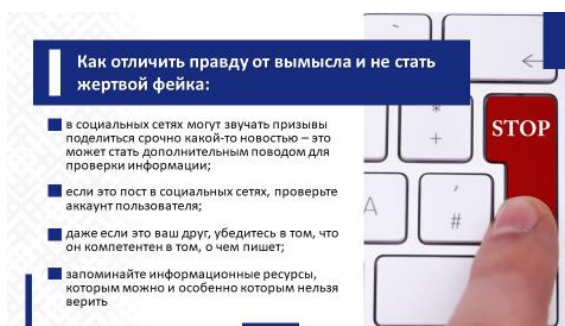 Как отличить правду от вымысла и не стать
жертвой фейка:
в социальных сетях могут звучать призывы
поделиться срочно какой-то новостью – это
может стать дополнительным поводом для
проверки информации;
если это пост в социальных сетях, проверьте
аккаунт пользователя;
даже если это ваш друг, убедитесь в том, что
он компетентен в том, о чем пишет;
запоминайте информационные ресурсы,
которым можно и особенно которым нельзя
верить
*
+
STOP
A
#